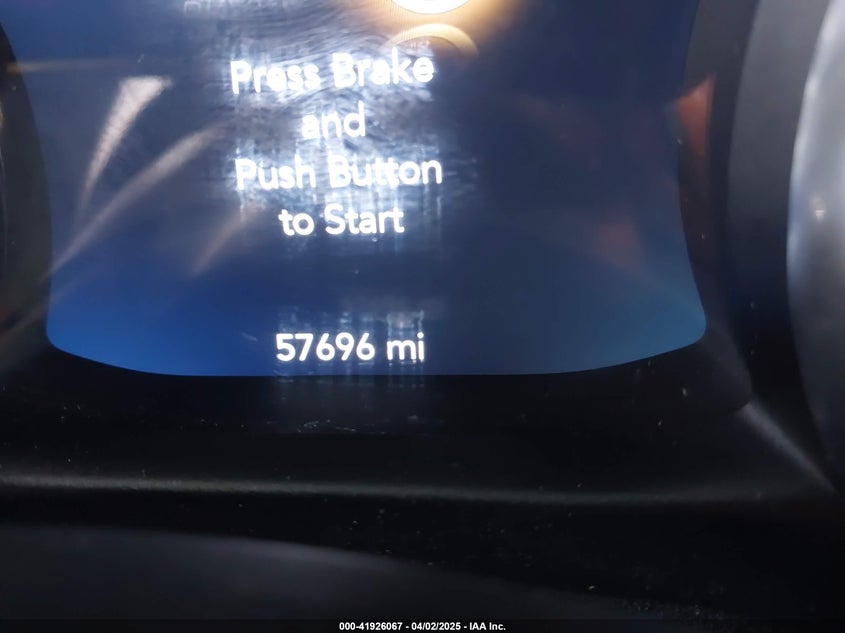 Press Brake
and
Push Button
to Start
57696 mi
000-41926067 - 04/02/2025 - IAA Inc.